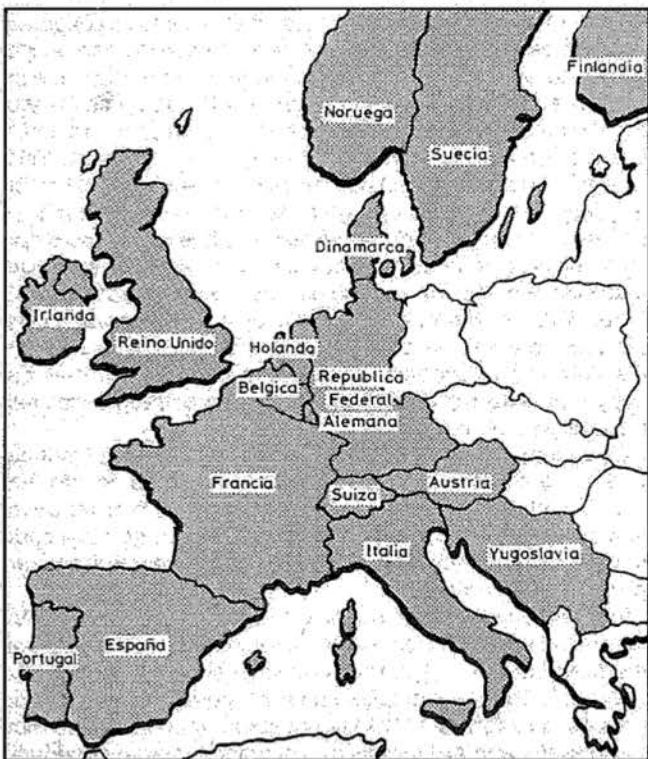 Finlandia
Noruega
Suecia
Dinamarca
Irlanda
Reino Unido
Holanda
Belgica
Republica
Federal
Alemana
Francia
Suiza
Austria
Italia
Yugoslavia
España
Portugal